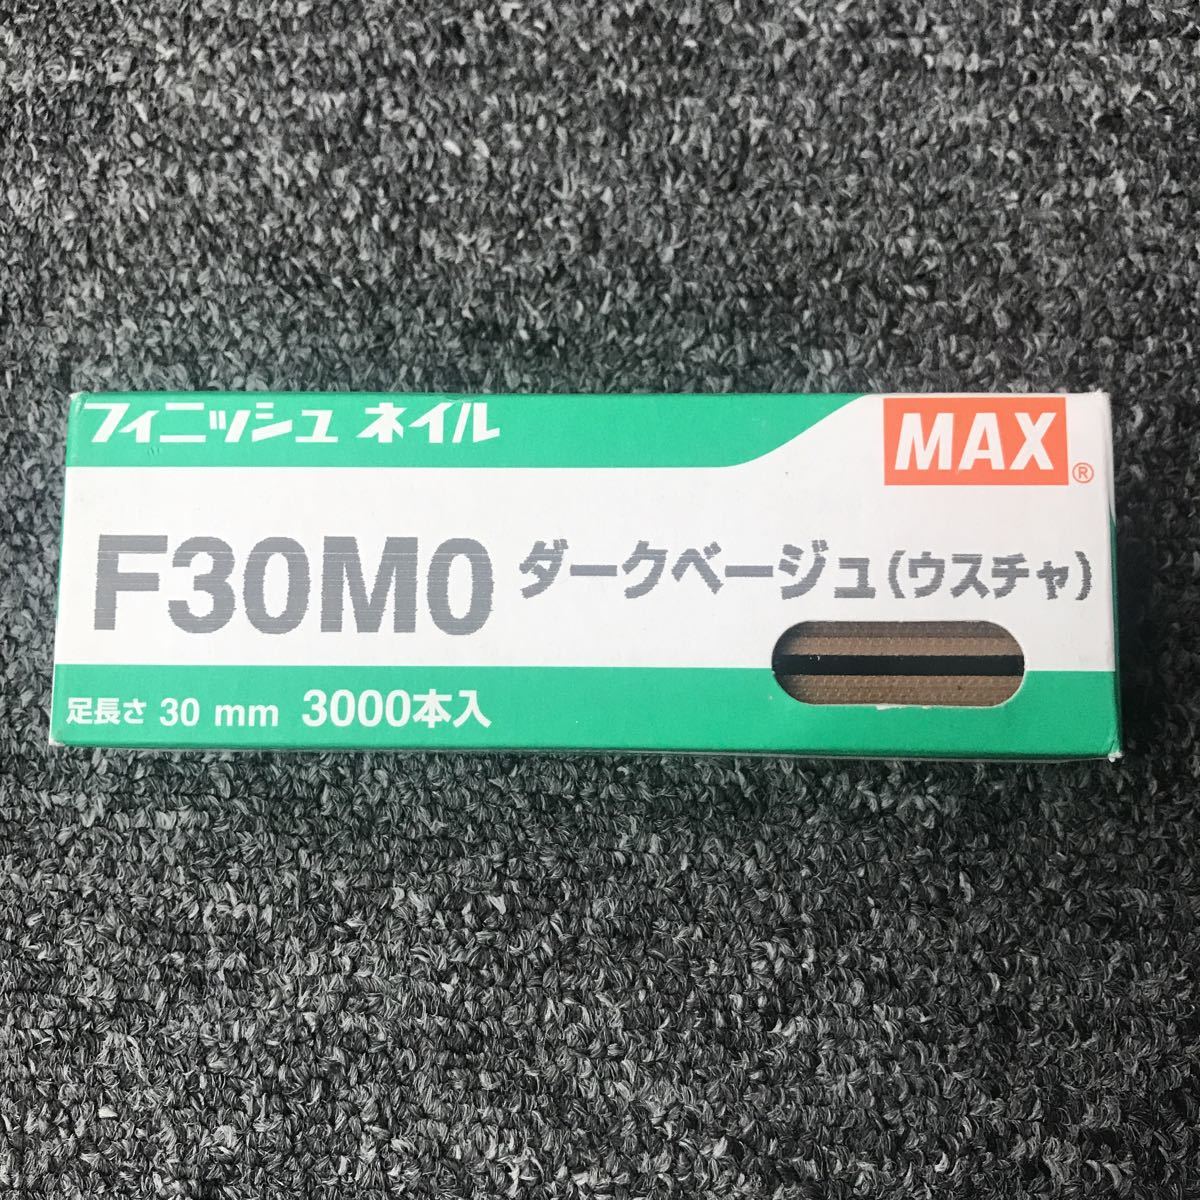 フィニッシュ ネイル
MAX®
F30M0 ダークベージュ(ウスチャ)
足長さ 30 mm 3000本入